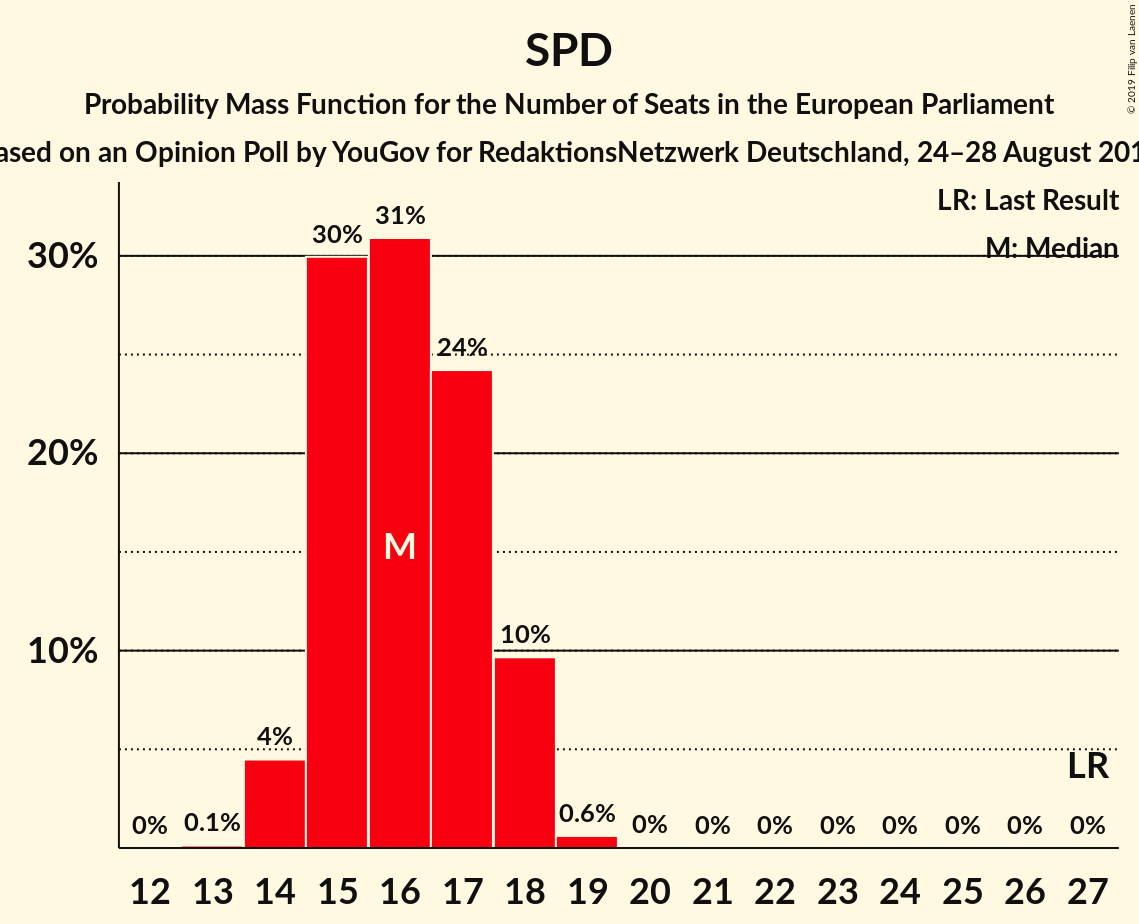 SPD
Probability Mass Function for the Number of Seats in the European Parliament
ased on an Opinion Poll by YouGov for RedaktionsNetzwerk Deutschland, 24–28 August 201
© 2019 Filip van Laenen
LR: Last Result
M: Median
30%
20%
10%
0%
0.1%
4%
30%
31%
24%
10%
0.6%
0%
0%
0%
0%
0%
0%
0%
0%
M
LR
12 13 14 15 16 17 18 19 20 21 22 23 24 25 26 27